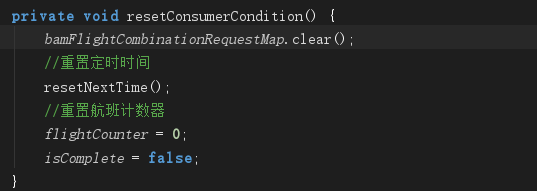 private void resetConsumerCondition() {
bamFlightCombinationRequestMap.clear();
//重置定时时间
resetNextTime();
//重置航班计数器
flightCounter = 0;
isComplete = false;
}